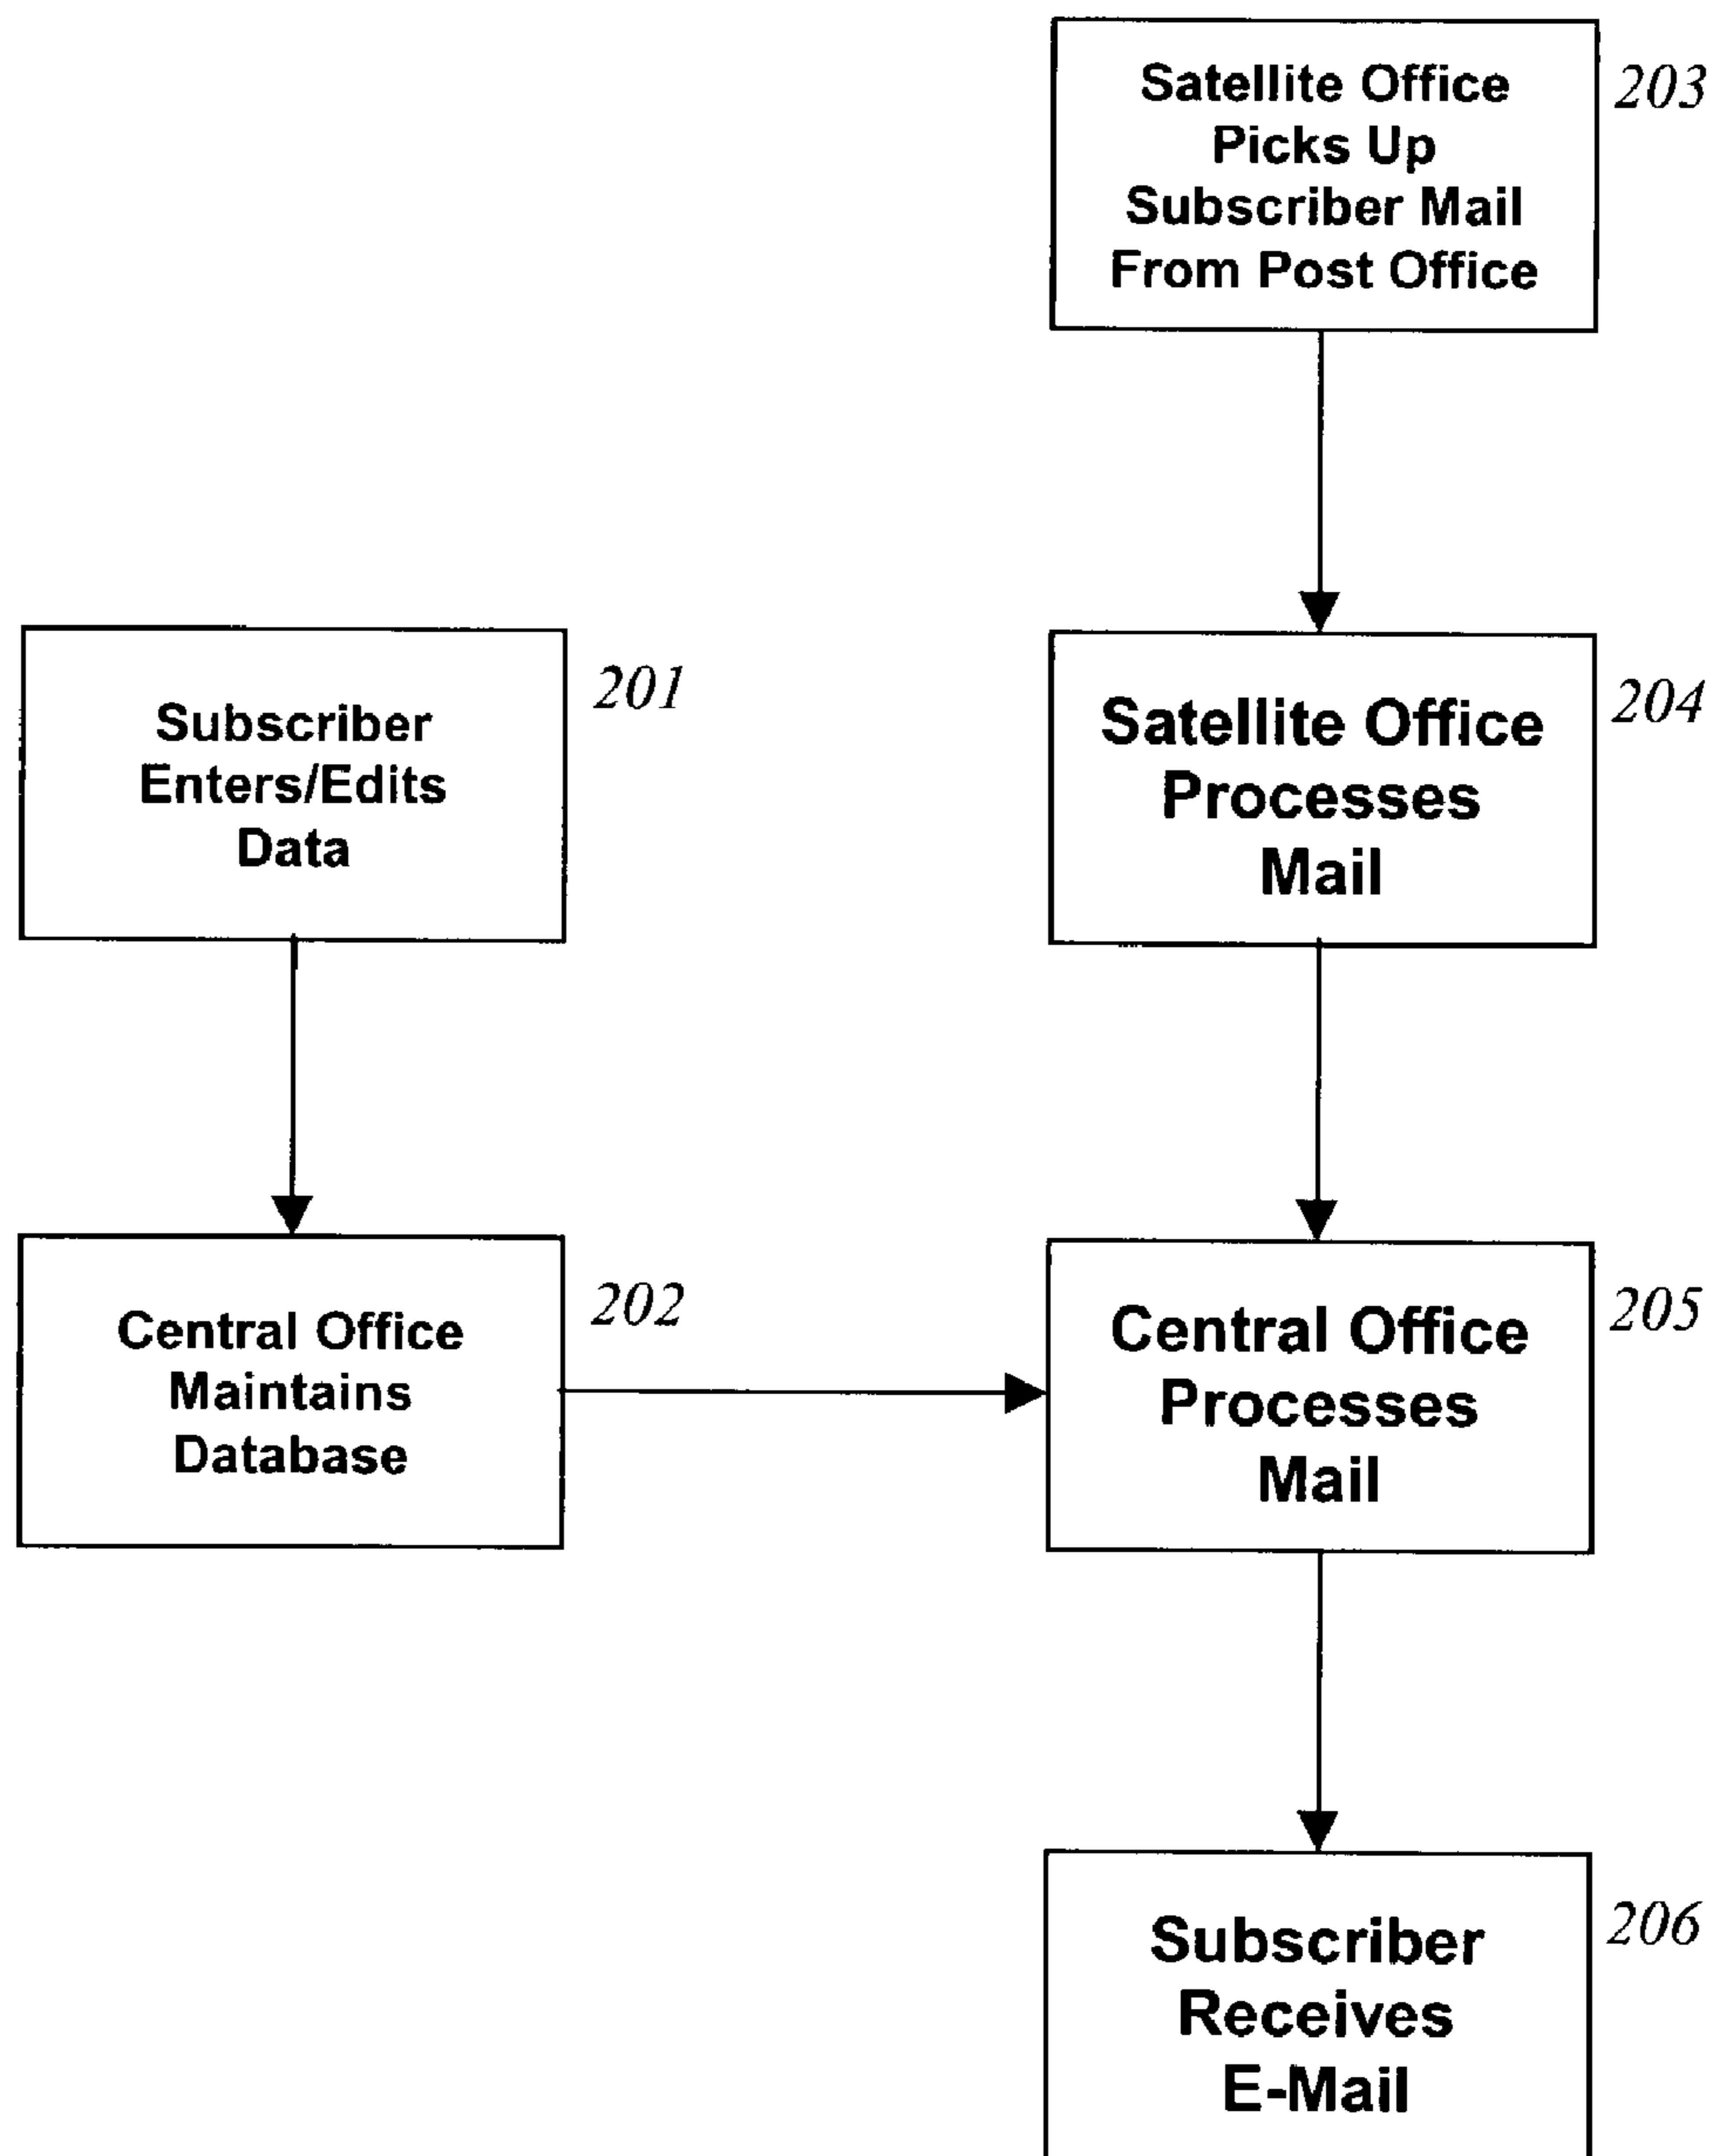 Satellite Office
Picks Up
Subscriber Mail
From Post Office
203
Subscriber
Enters/Edits
Data
201
Satellite Office
Processes
Mail
204
Central Office
Maintains
Database
202
Central Office
Processes
Mail
205
Subscriber
Receives
E-Mail
206